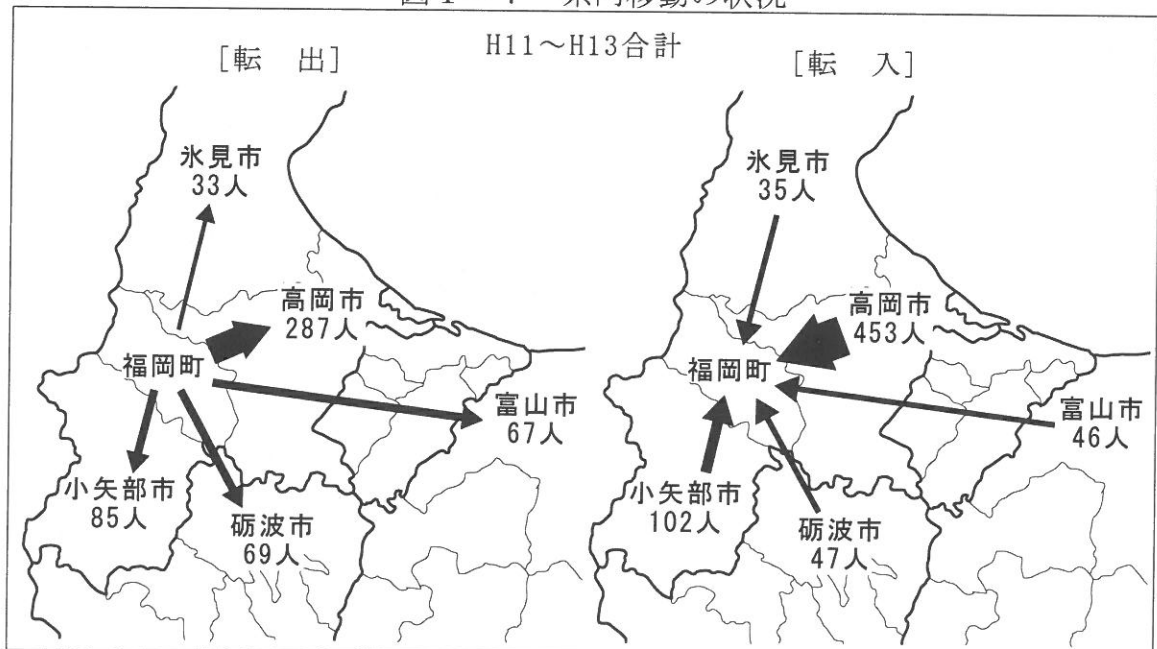 H11～H13合計
[転　出]
氷見市
33人
高岡市
287人
福岡町
富山市
67人
小矢部市
85人
砺波市
69人
[転　入]
氷見市
35人
高岡市
453人
福岡町
富山市
46人
小矢部市
102人
砺波市
47人